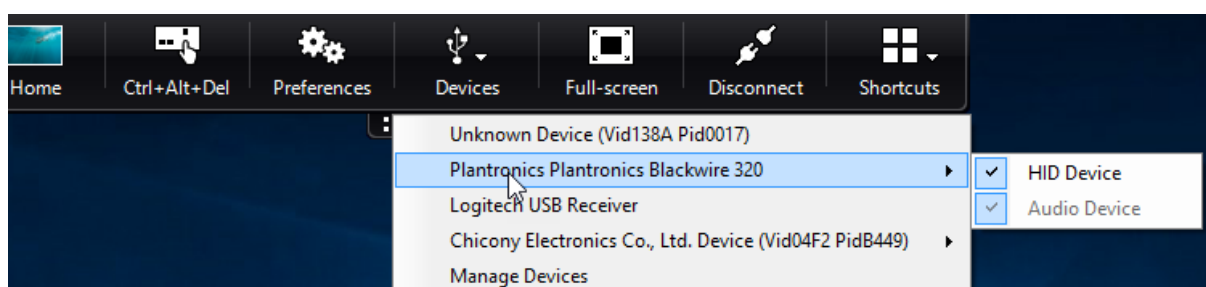 Home Ctrl+Alt+Del Preferences Devices Full-screen Disconnect Shortcuts
Unknown Device (Vid138A Pid0017)
Plantronics Plantronics Blackwire 320 HID Device
Logitech USB Receiver Audio Device
Chicony Electronics Co., Ltd. Device (Vid04F2 PidB449)
Manage Devices